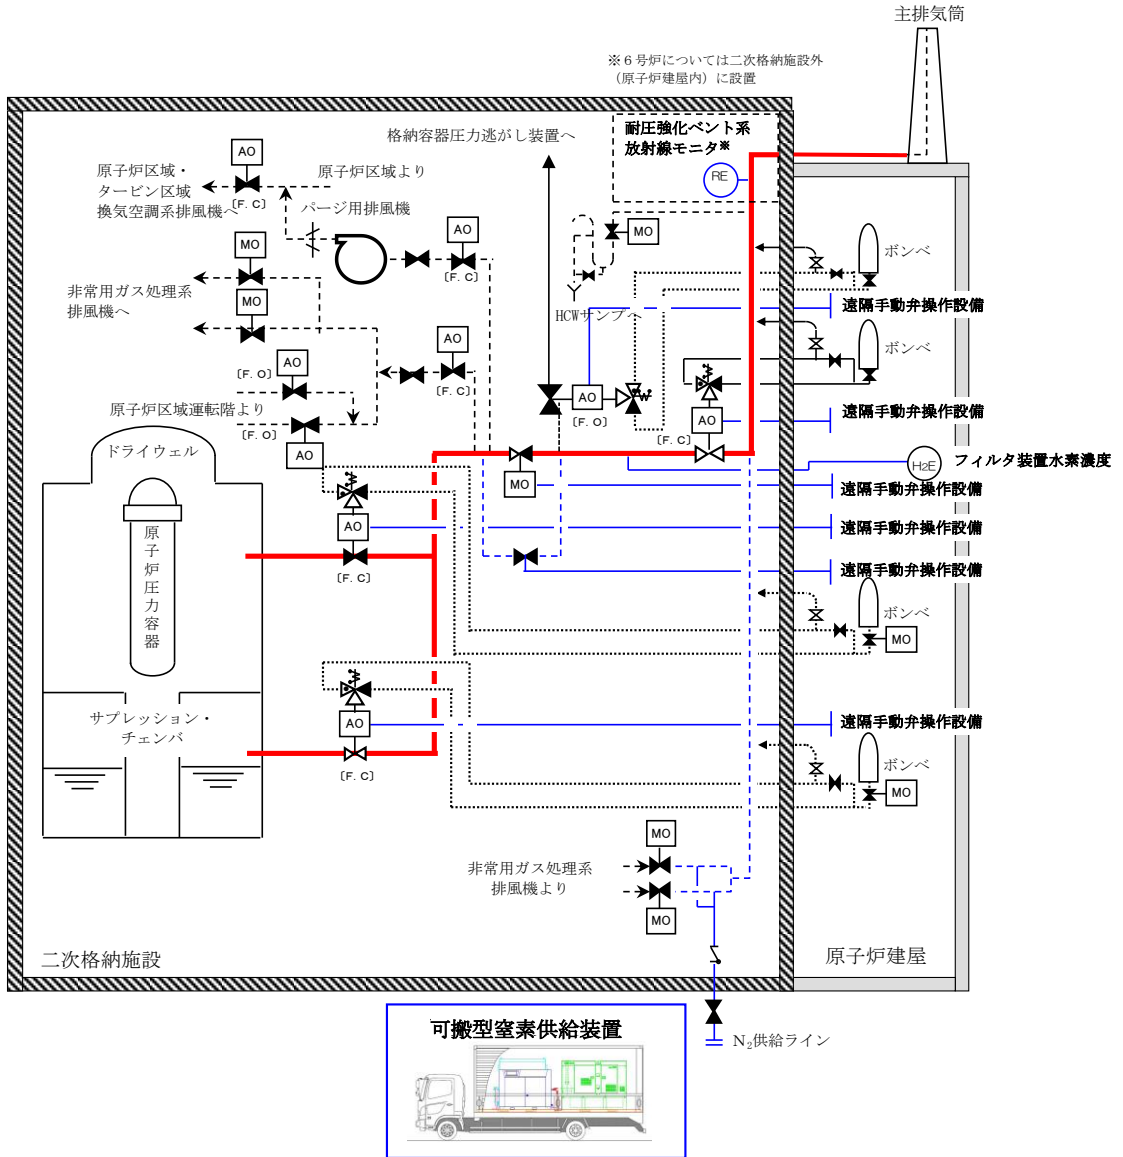 主排気筒
※６号炉については二次格納施設外
（原子炉建屋内）に設置
格納容器圧力逃がし装置へ
耐圧強化ベント系
放射線モニタ※
RE
AO
原子炉区域・
タービン区域
換気空調系排風機へ
(F. C)
原子炉区域より
パージ用排風機
AO
(F. C)
MO
MO
非常用ガス処理系
排風機へ
MO
HCWサンプへ
ボンベ
遠隔手動弁操作設備
ボンベ
AO
(F. O)
AO
(F. C)
原子炉区域運転階より
(F. O)
AO
AO
(F. O)
AO
(F. C)
遠隔手動弁操作設備
H2E
フィルタ装置水素濃度
MO
遠隔手動弁操作設備
ドライウェル
原子炉圧力容器
AO
(F. C)
遠隔手動弁操作設備
遠隔手動弁操作設備
ボンベ
MO
サプレッション・
チェンバ
AO
(F. C)
遠隔手動弁操作設備
ボンベ
MO
MO
非常用ガス処理系
排風機より
MO
二次格納施設
原子炉建屋
可搬型窒素供給装置
N₂供給ライン